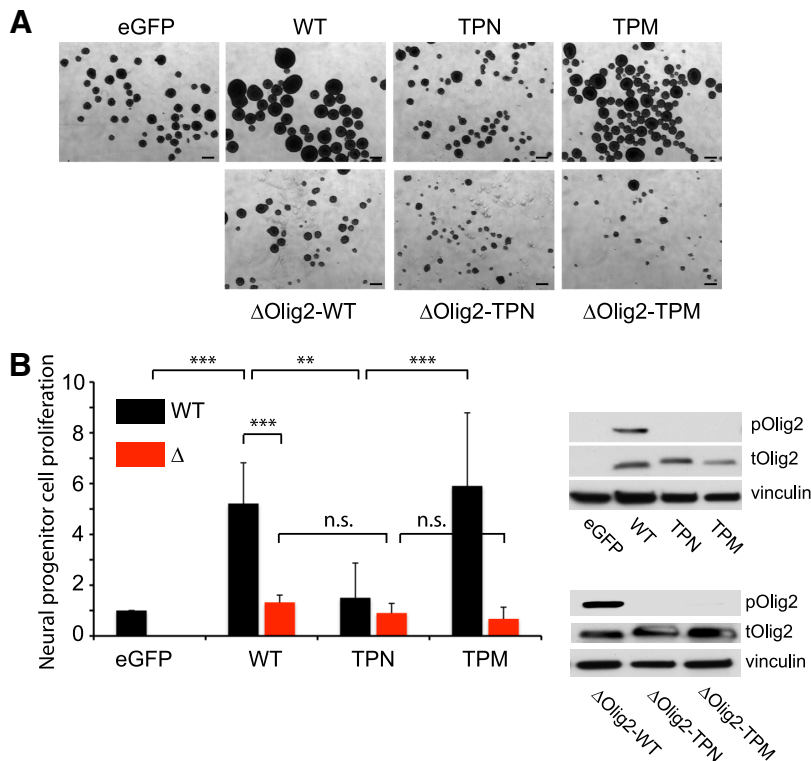 A
eGFP WT TPN TPM
ΔOlig2-WT ΔOlig2-TPN ΔOlig2-TPM
B
Neural progenitor cell proliferation
10
8
6
4
2
0
WT
Δ
*** ** ***
***
n.s. n.s.
eGFP WT TPN TPM
pOlig2
tOlig2
vinculin
eGFP WT TPN TPM
pOlig2
tOlig2
vinculin
ΔOlig2-WT ΔOlig2-TPN ΔOlig2-TPM